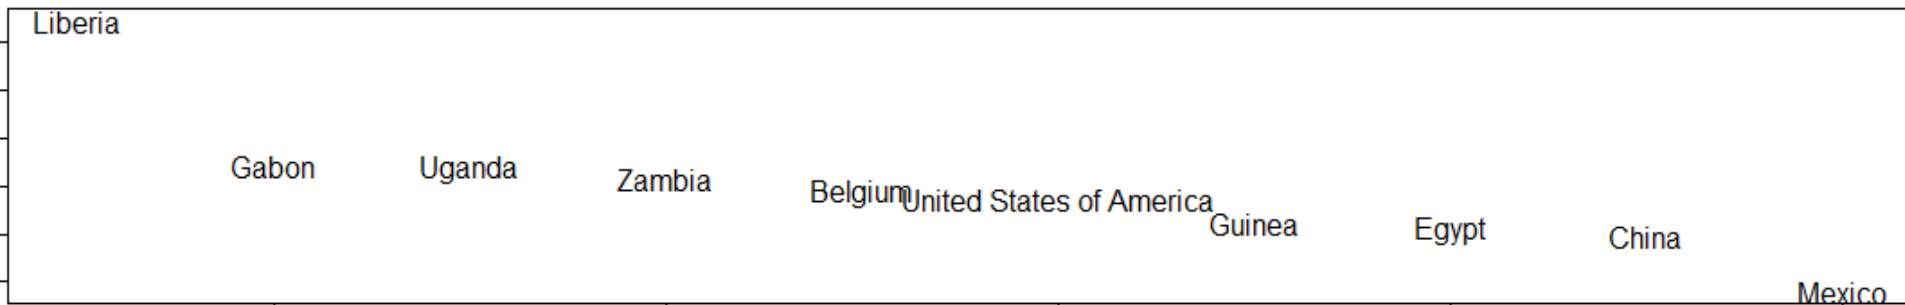 Liberia
Gabon
Uganda
Zambia
Belgium
United States of America
Guinea
Egypt
China
Mexico